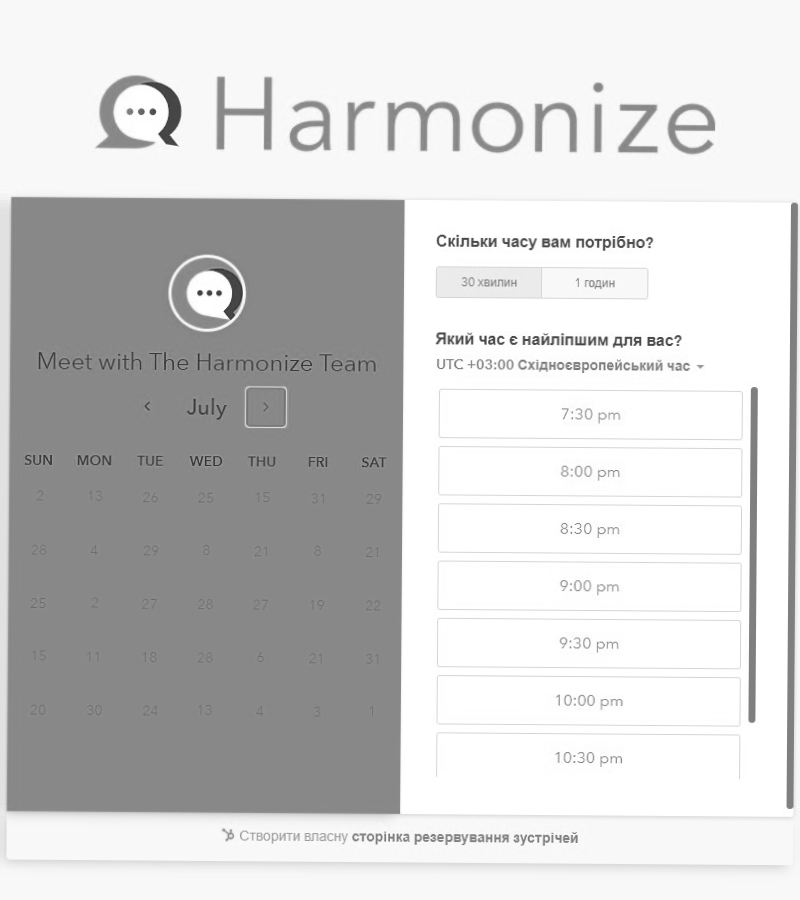 Harmonize
Meet with The Harmonize Team
July
SUN MON TUE WED THU FRI SAT
2 13 26 25 15 31 29
28 4 29 8 21 8 21
25 2 27 28 27 19 22
15 11 18 28 6 21 31
20 30 24 13 4 3 1
Скільки часу вам потрібно?
30 хвилин 1 годин
Який час є найліпшим для вас?
UTC +03:00 Східноєвропейський час
7:30 pm
8:00 pm
8:30 pm
9:00 pm
9:30 pm
10:00 pm
10:30 pm
Створити власну сторінка резервування зустрічей